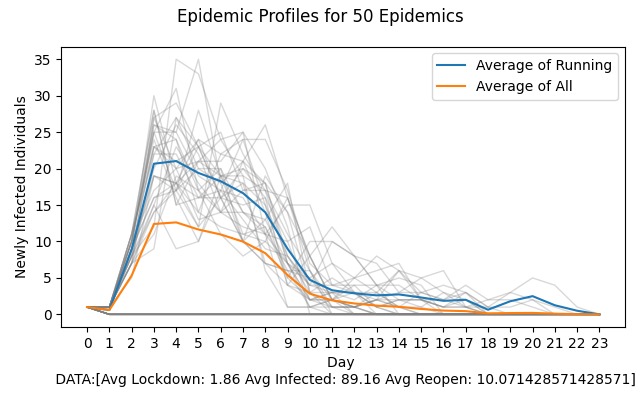 Epidemic Profiles for 50 Epidemics
Newly Infected Individuals
35
30
25
20
15
10
5
0
Average of Running
Average of All
0 1 2 3 4 5 6 7 8 9 10 11 12 13 14 15 16 17 18 19 20 21 22 23
Day
DATA:[Avg Lockdown: 1.86 Avg Infected: 89.16 Avg Reopen: 10.071428571428571]